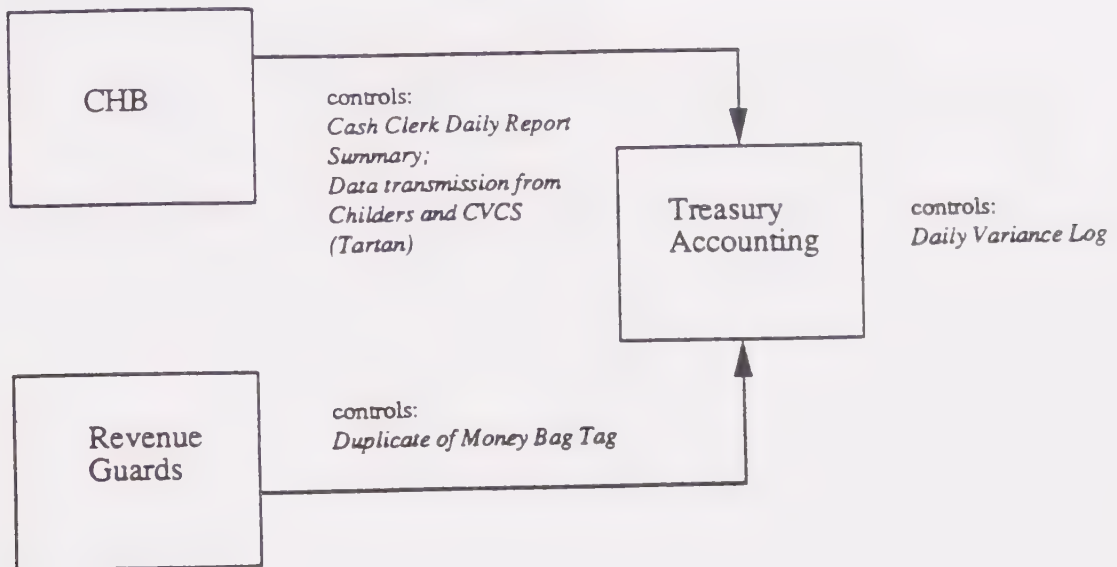 CHB
controls:
Cash Clerk Daily Report
Summary;
Data transmission from
Childers and CVCS
(Tartan)
Treasury
Accounting
controls:
Daily Variance Log
Revenue
Guards
controls:
Duplicate of Money Bag Tag